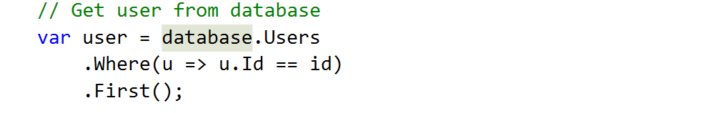 // Get user from database
var user = database.Users
.Where(u => u.Id == id)
.First();